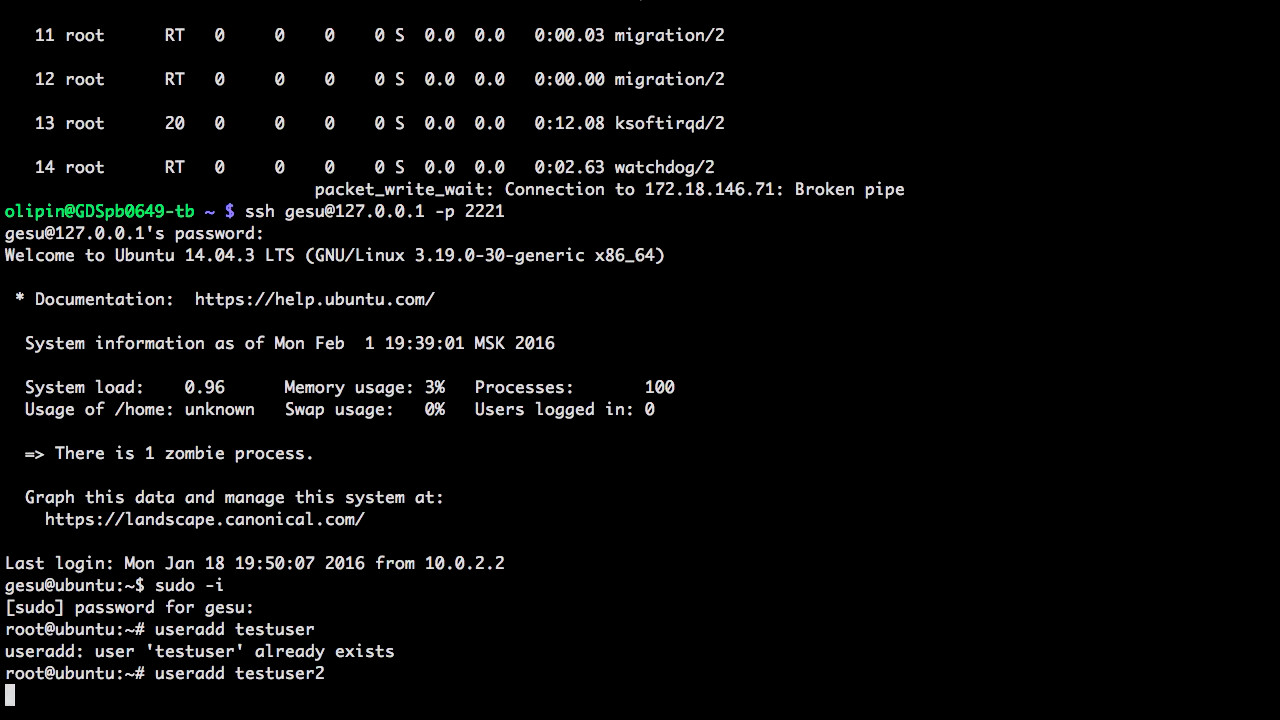 11 root      RT   0     0    0    0 S  0.0  0.0   0:00.03 migration/2
12 root      RT   0     0    0    0 S  0.0  0.0   0:00.00 migration/2
13 root      20   0     0    0    0 S  0.0  0.0   0:12.08 ksoftirqd/2
14 root      RT   0     0    0    0 S  0.0  0.0   0:02.63 watchdog/2
packet_write_wait: Connection to 172.18.146.71: Broken pipe
olipin@GDSpb0649-tb ~ $ ssh gesu@127.0.0.1 -p 2221
gesu@127.0.0.1's password:
Welcome to Ubuntu 14.04.3 LTS (GNU/Linux 3.19.0-30-generic x86_64)
* Documentation:  https://help.ubuntu.com/
System information as of Mon Feb  1 19:39:01 MSK 2016
System load:    0.96      Memory usage: 3%   Processes:       100
Usage of /home: unknown   Swap usage:   0%   Users logged in: 0
=> There is 1 zombie process.
Graph this data and manage this system at:
https://landscape.canonical.com/
Last login: Mon Jan 18 19:50:07 2016 from 10.0.2.2
gesu@ubuntu:~$ sudo -i
[sudo] password for gesu:
root@ubuntu:~# useradd testuser
useradd: user 'testuser' already exists
root@ubuntu:~# useradd testuser2